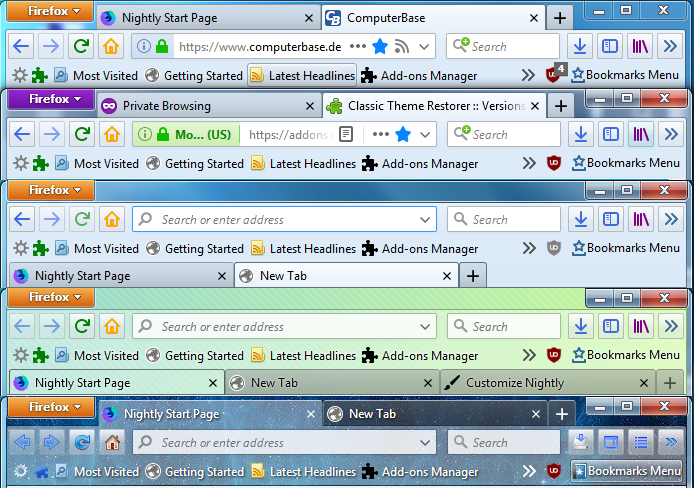 Firefox
Nightly Start Page ComputerBase
https://www.computerbase.de Search
Most Visited Getting Started Latest Headlines Add-ons Manager 4 Bookmarks Menu
Firefox
Private Browsing Classic Theme Restorer :: Versions
Mo... (US) https://addons. Search
Most Visited Getting Started Latest Headlines Add-ons Manager Bookmarks Menu
Firefox
Search or enter address Search
Most Visited Getting Started Latest Headlines Add-ons Manager Bookmarks Menu
Nightly Start Page New Tab
Firefox
Search or enter address Search
Most Visited Getting Started Latest Headlines Add-ons Manager Bookmarks Menu
Nightly Start Page New Tab Customize Nightly
Firefox
Nightly Start Page New Tab
Search or enter address Search
Most Visited Getting Started Latest Headlines Add-ons Manager Bookmarks Menu